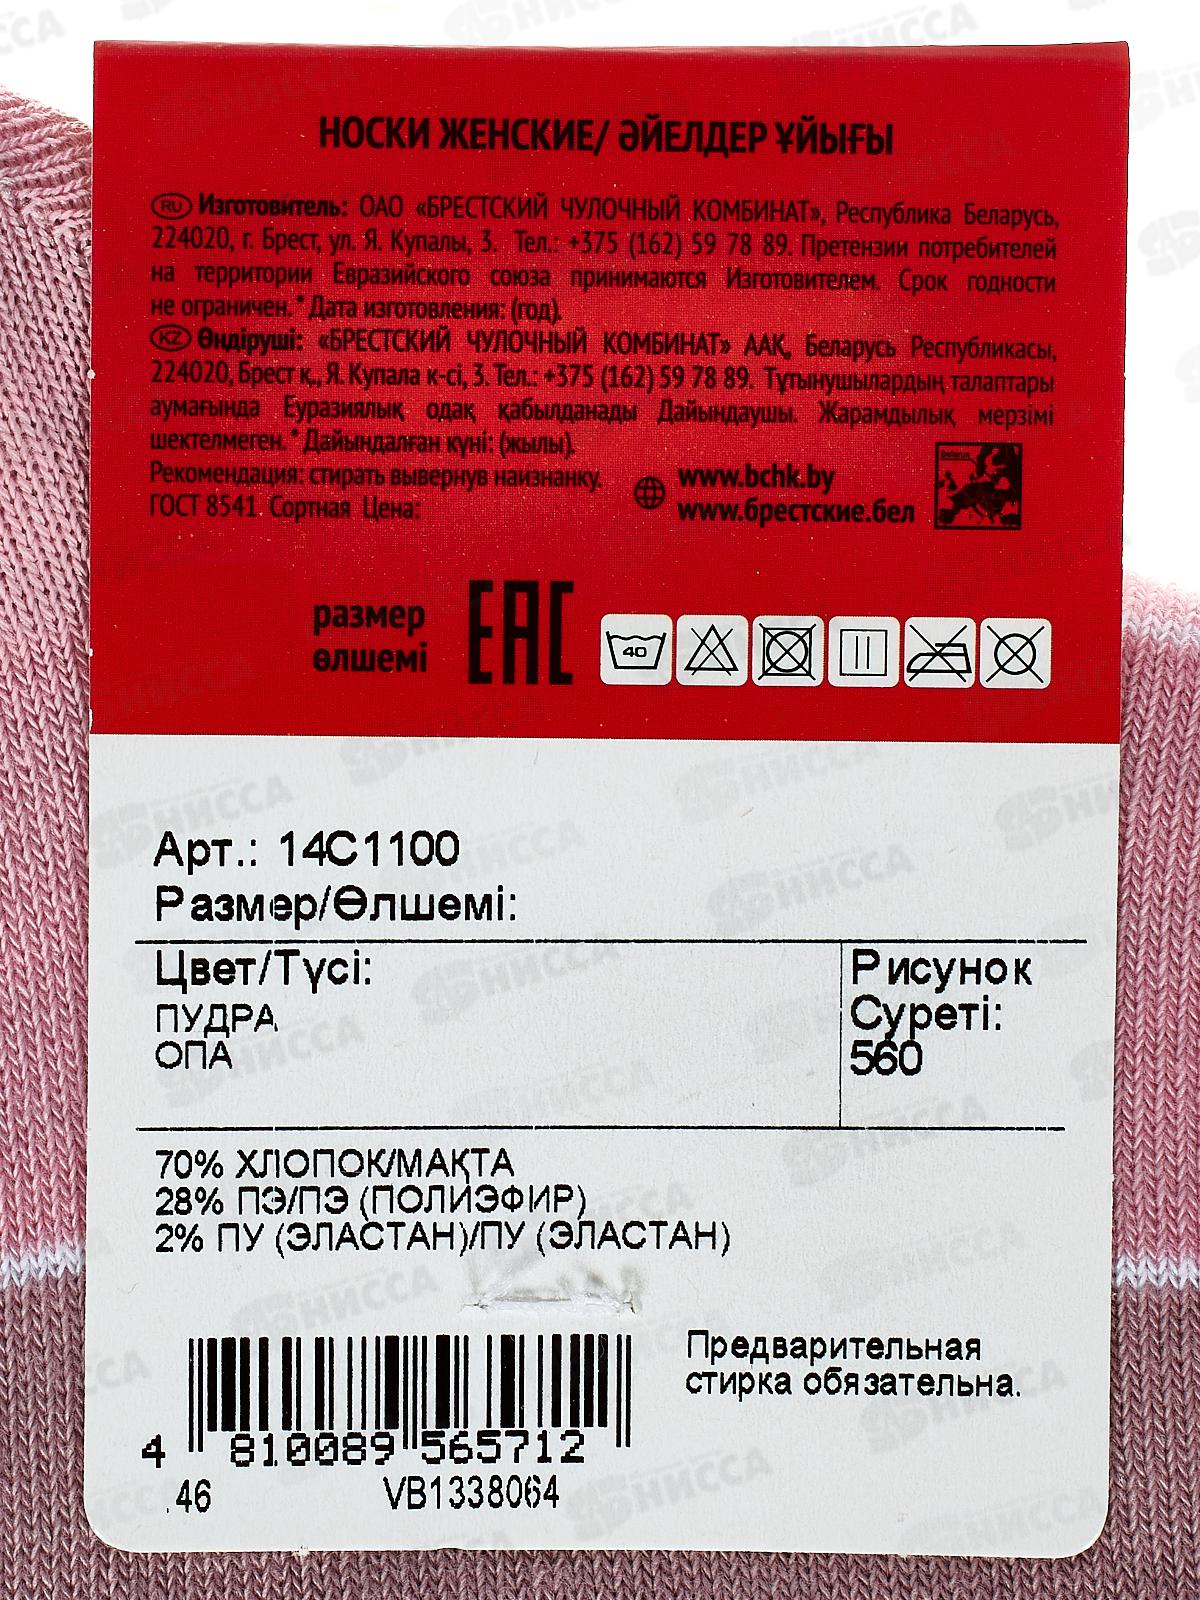 НОСКИ ЖЕНСКИЕ/ ӘЙЕЛДЕР ҰЙЫҒЫ
RU Изготовитель: ОАО «БРЕСТСКИЙ ЧУЛОЧНЫЙ КОМБИНАТ», Республика Беларусь,
224020, г. Брест, ул. Я. Купалы, 3. Тел.: +375 (162) 59 78 89. Претензии потребителей
на территории Евразийского союза принимаются Изготовителем. Срок годности
не ограничен. * Дата изготовления: (год).
KZ Өндіруші: «БРЕСТСКИЙ ЧУЛОЧНЫЙ КОМБИНАТ» ААҚ, Беларусь Республикасы,
224020, Брест қ., Я. Купала к-сі, 3. Тел.: +375 (162) 59 78 89. Тұтынушылардың талаптары
аумағында Еуразиялық одақ қабылданады Дайындаушы. Жарамдылық мерзімі
шектелмеген. * Дайындалған күні: (жылы).
Рекомендация: стирать вывернув наизнанку.
ГОСТ 8541. Сортная Цена:
www.bchk.by
www.брестские.бел
Belarus
размер
өлшемі
EAC
40
Арт.: 14С1100
Размер/Өлшемі:
Цвет/Түсі:
ПУДРА
ОПА
Рисунок
Суреті:
560
70% ХЛОПОК/МАҚТА
28% ПЭ/ПЭ (ПОЛИЭФИР)
2% ПУ (ЭЛАСТАН)/ПУ (ЭЛАСТАН)
Предварительная
стирка обязательна.
4 810089 565712
.46 VB1338064
НИССА